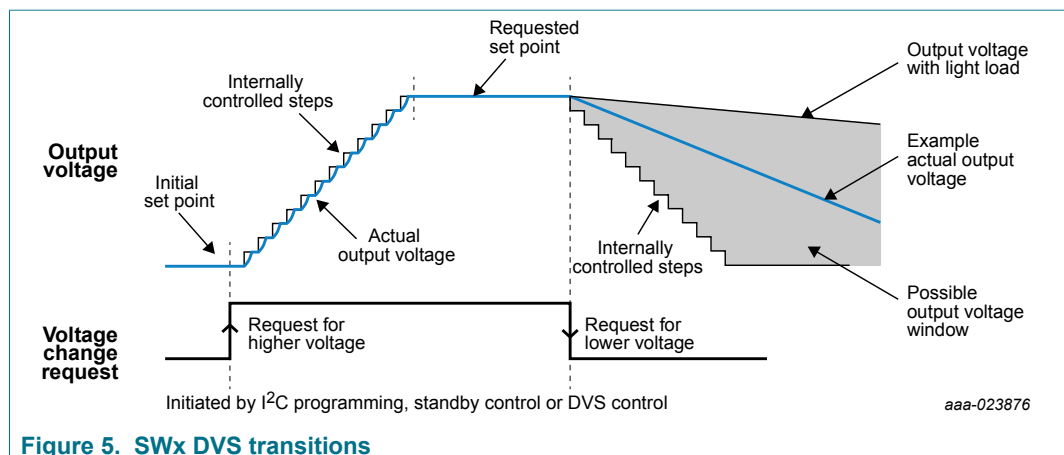 Requested
set point
Output voltage
with light load
Internally
controlled steps
Output
voltage
Example
actual output
voltage
Initial
set point
Actual
output voltage
Internally
controlled steps
Possible
output voltage
window
Voltage
change
request
Request for
higher voltage
Request for
lower voltage
Initiated by I²C programming, standby control or DVS control
aaa-023876
Figure 5. SWx DVS transitions